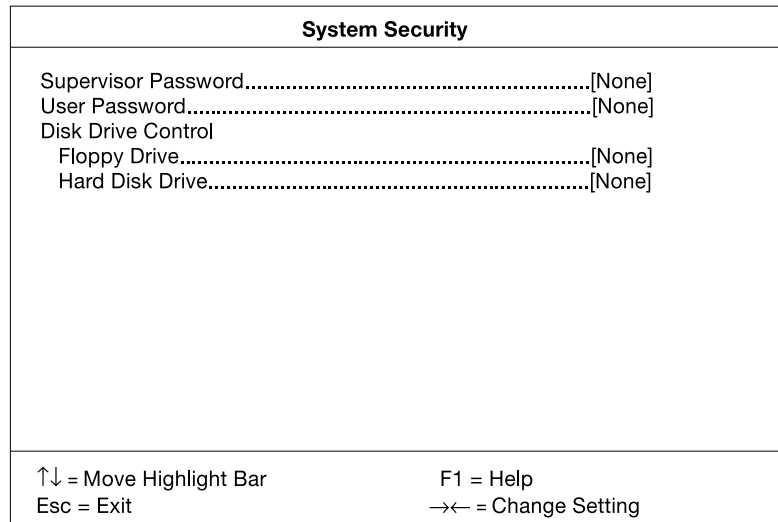 System Security
Supervisor Password..........................................................[None]
User Password....................................................................[None]
Disk Drive Control
Floppy Drive.....................................................................[None]
Hard Disk Drive................................................................[None]
↑↓ = Move Highlight Bar F1 = Help
Esc = Exit →← = Change Setting